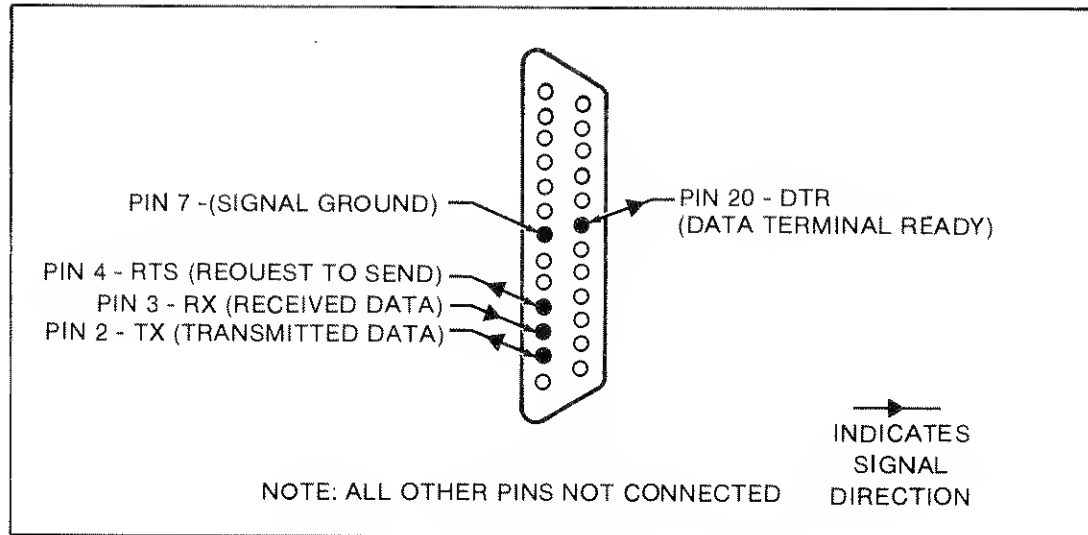 PIN 7 -(SIGNAL GROUND)
PIN 20 - DTR
(DATA TERMINAL READY)
PIN 4 - RTS (REOUEST TO SEND)
PIN 3 - RX (RECEIVED DATA)
PIN 2 - TX (TRANSMITTED DATA)
INDICATES
SIGNAL
DIRECTION
NOTE: ALL OTHER PINS NOT CONNECTED